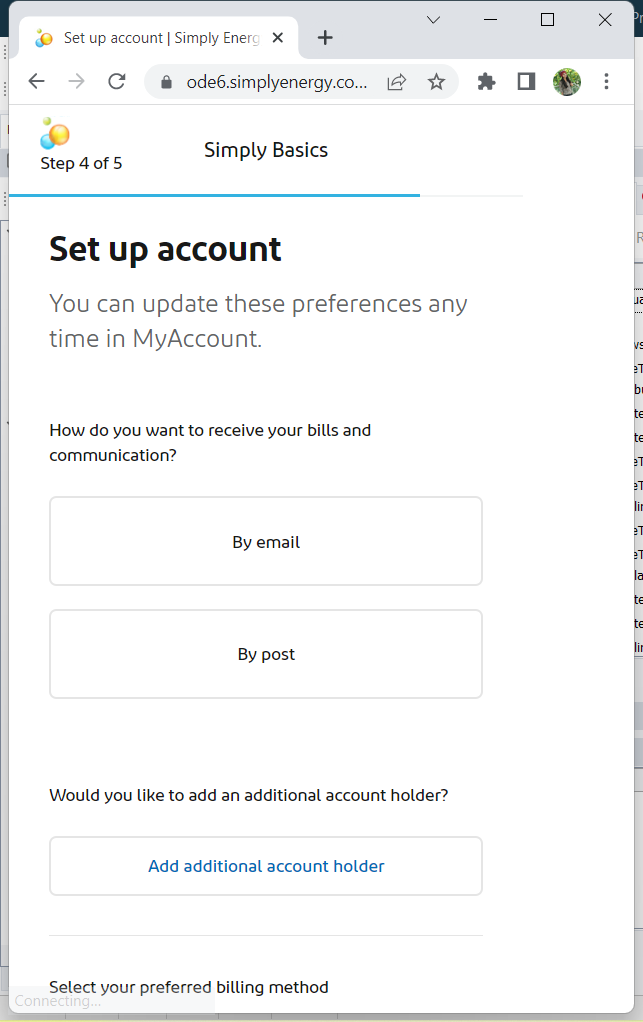 Set up account | Simply Energ
ode6.simplyenergy.co...
Step 4 of 5
Simply Basics
Set up account
You can update these preferences any
time in MyAccount.
How do you want to receive your bills and
communication?
By email
By post
Would you like to add an additional account holder?
Add additional account holder
Select your preferred billing method
Connecting...